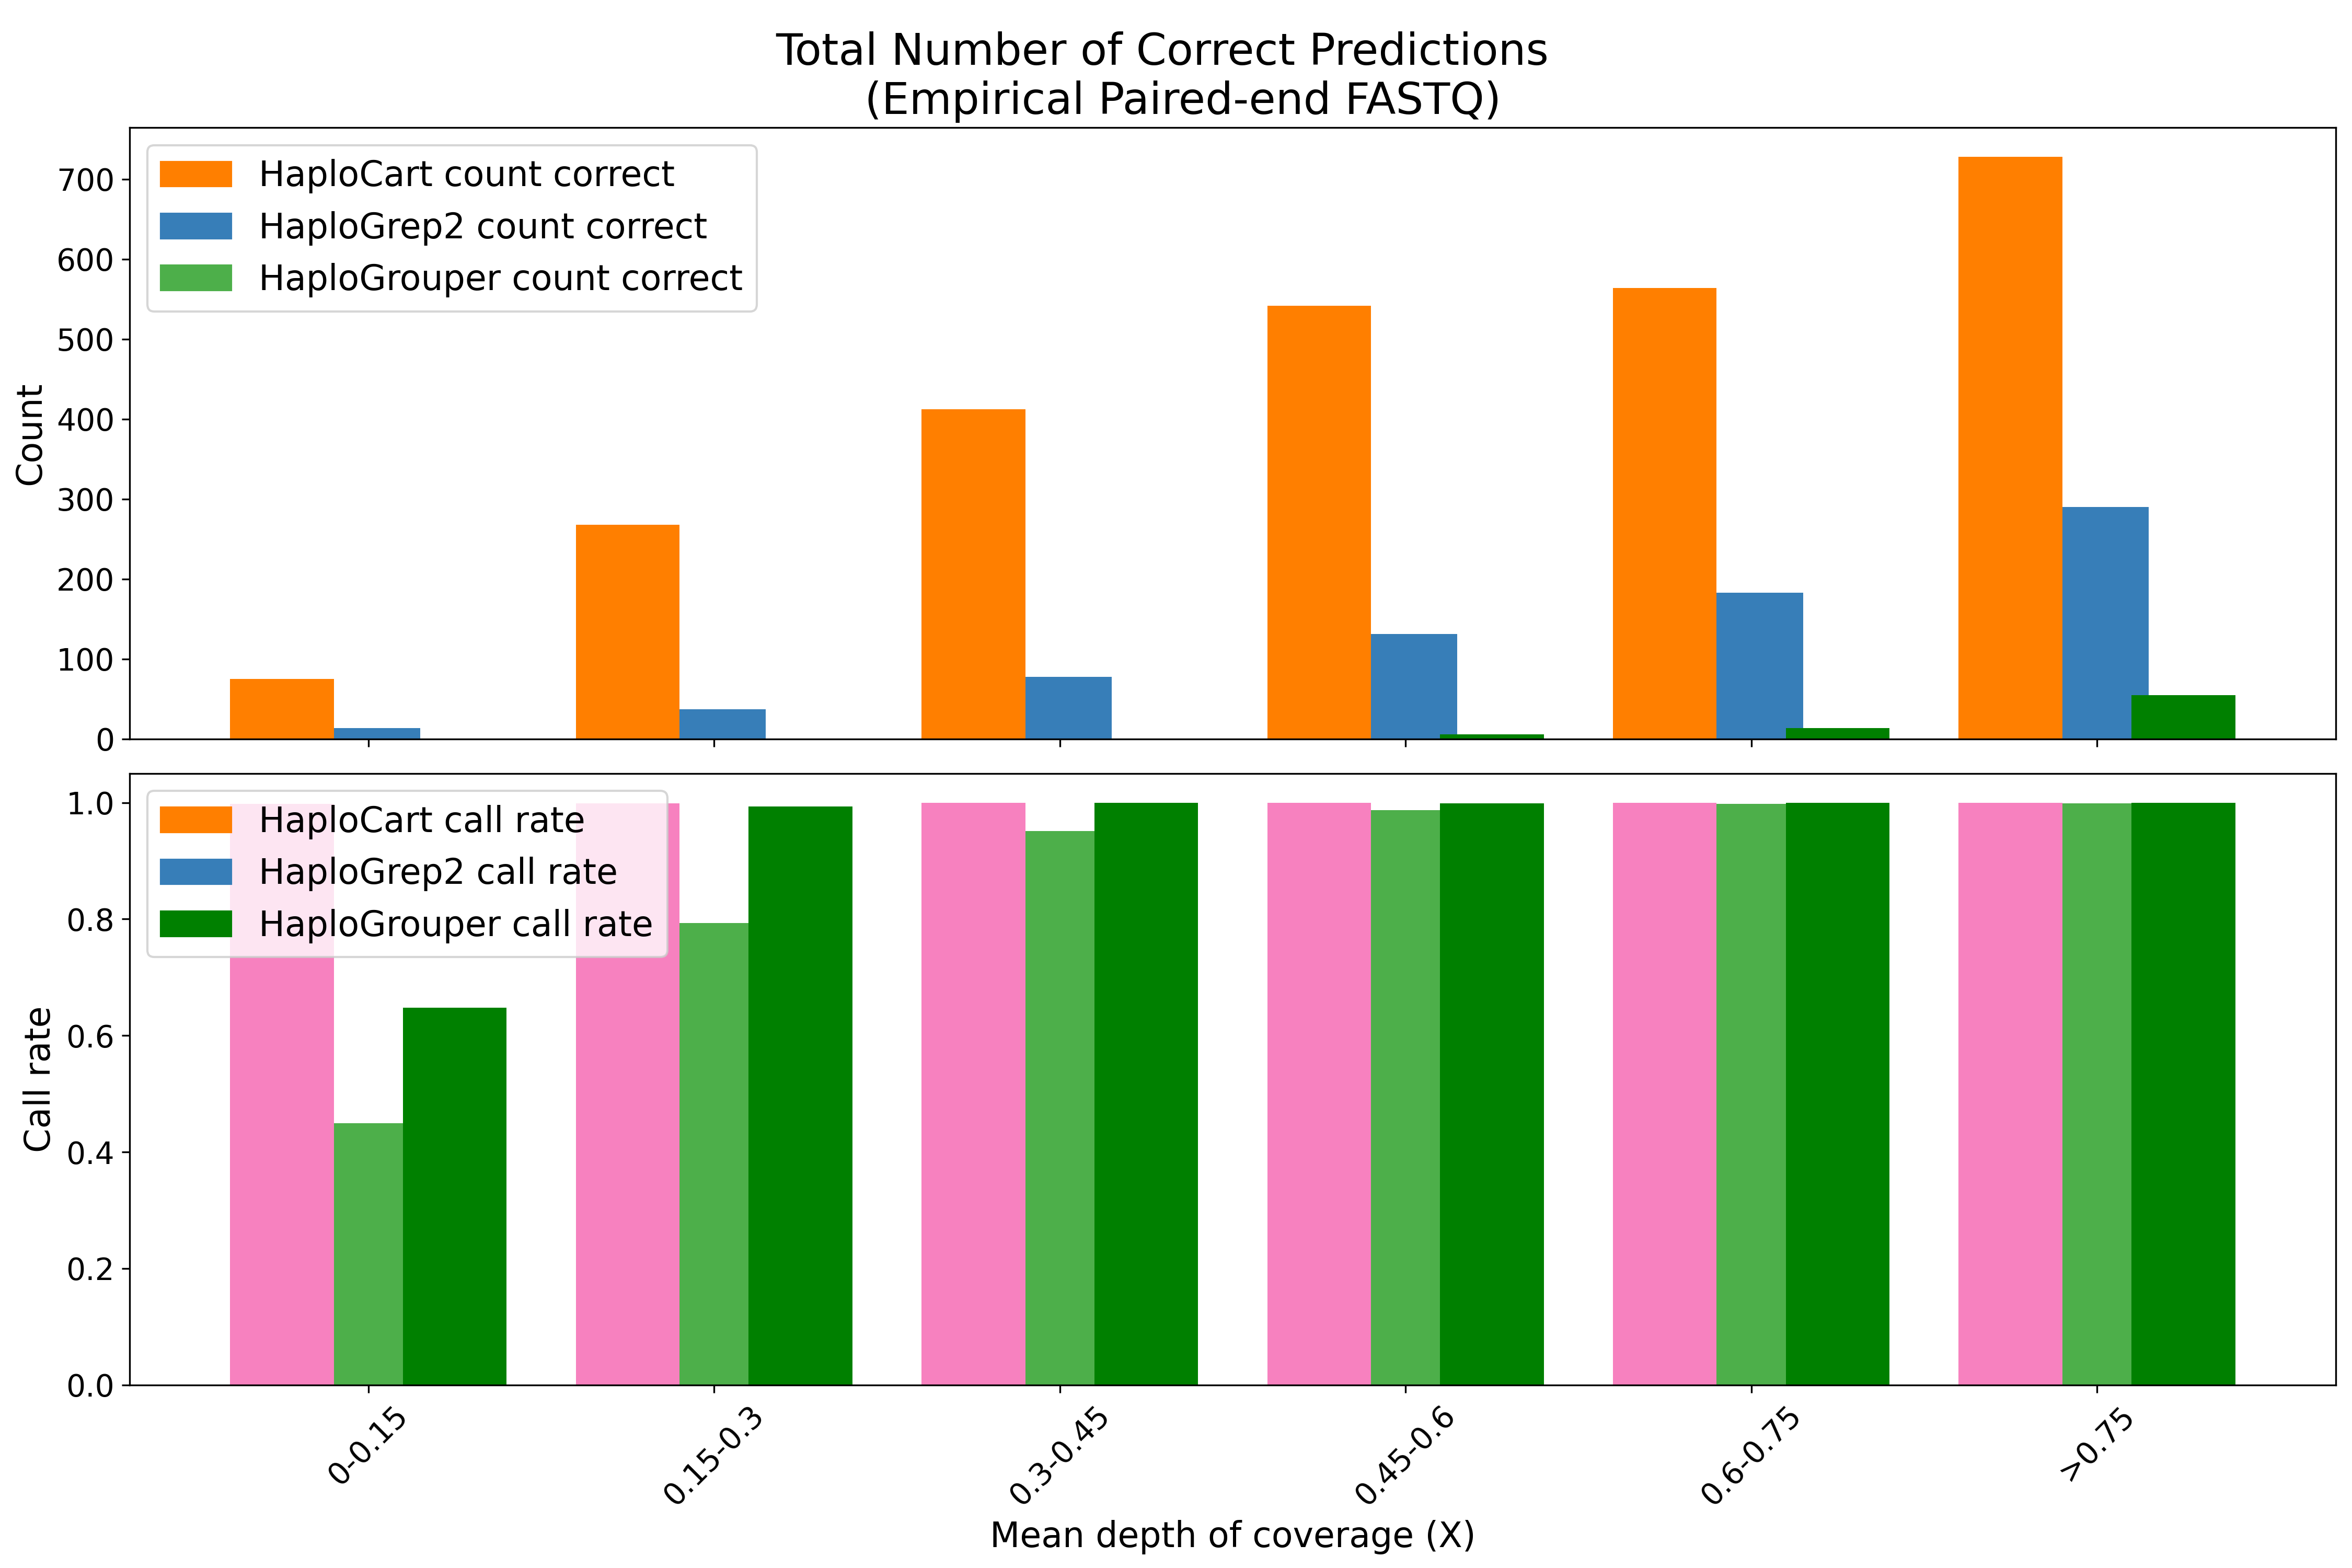 Total Number of Correct Predictions
(Empirical Paired-end FASTQ)
HaploCart count correct
HaploGrep2 count correct
HaploGrouper count correct
700
600
500
400
300
200
100
0
Count
HaploCart call rate
HaploGrep2 call rate
HaploGrouper call rate
1.0
0.8
0.6
0.4
0.2
0.0
Call rate
0-0.15
0.15-0.3
0.3-0.45
0.45-0.6
0.6-0.75
>0.75
Mean depth of coverage (X)